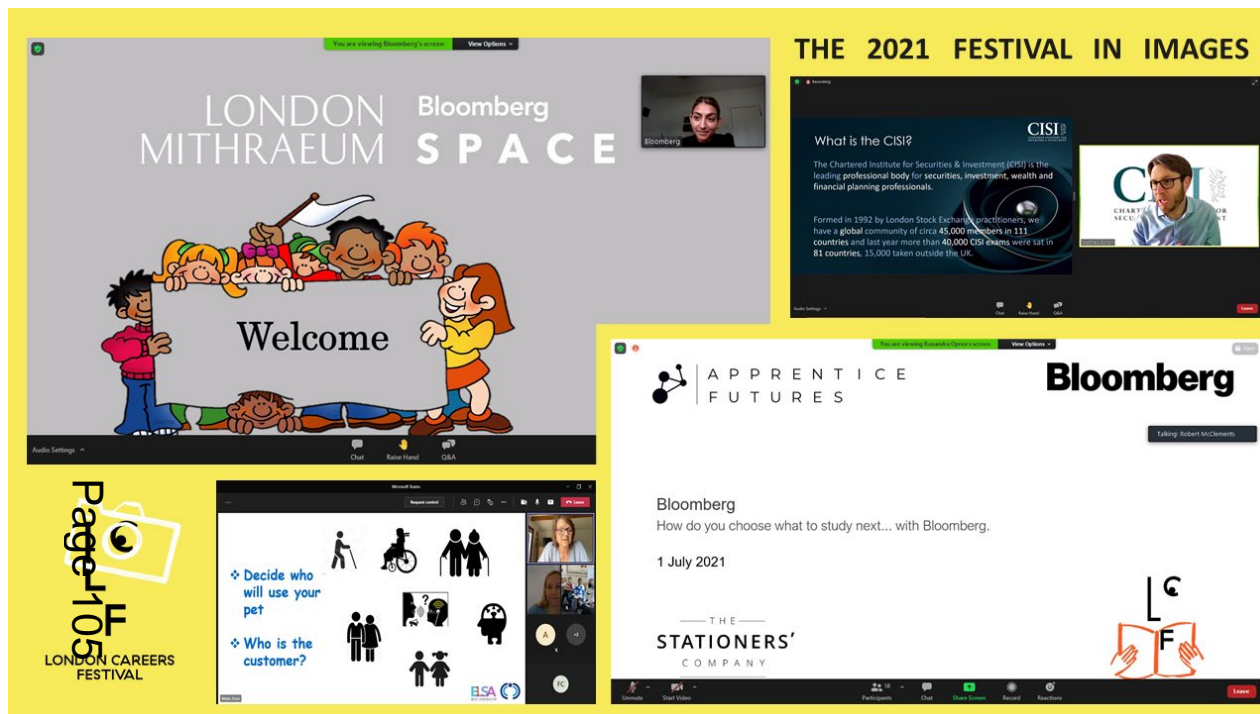 THE 2021 FESTIVAL IN IMAGES
You are viewing Bloomberg's screen View Options
LONDON
MITHRAEUM
Bloomberg
SPACE
Bloomberg
Welcome
Audio Settings
Chat Raise Hand Q&A
Recording
What is the CISI?
CISI
The Chartered Institute for Securities & Investment (CISI) is the
leading professional body for securities, investment, wealth and
financial planning professionals.
Formed in 1992 by London Stock Exchange practitioners, we
have a global community of circa 45,000 members in 111
countries and last year more than 40,000 CISI exams were sat in
81 countries, 15,000 taken outside the UK.
Audio Settings
Chat Raise Hand Q&A
Leave
You are viewing Ruxandra Oprea's screen View Options
View
APPRENTICE
FUTURES
Bloomberg
Talking: Robert McClements
Bloomberg
How do you choose what to study next... with Bloomberg.
1 July 2021
THE
STATIONERS'
COMPANY
L C
F
Unmute Start Video Participants 18 Chat Share Screen Record Reactions Leave
Page 105
F
LONDON CAREERS
FESTIVAL
Microsoft Teams
Request control
Leave
❖ Decide who
will use your
pet
❖ Who is the
customer?
?
ELSA
A +2
FC